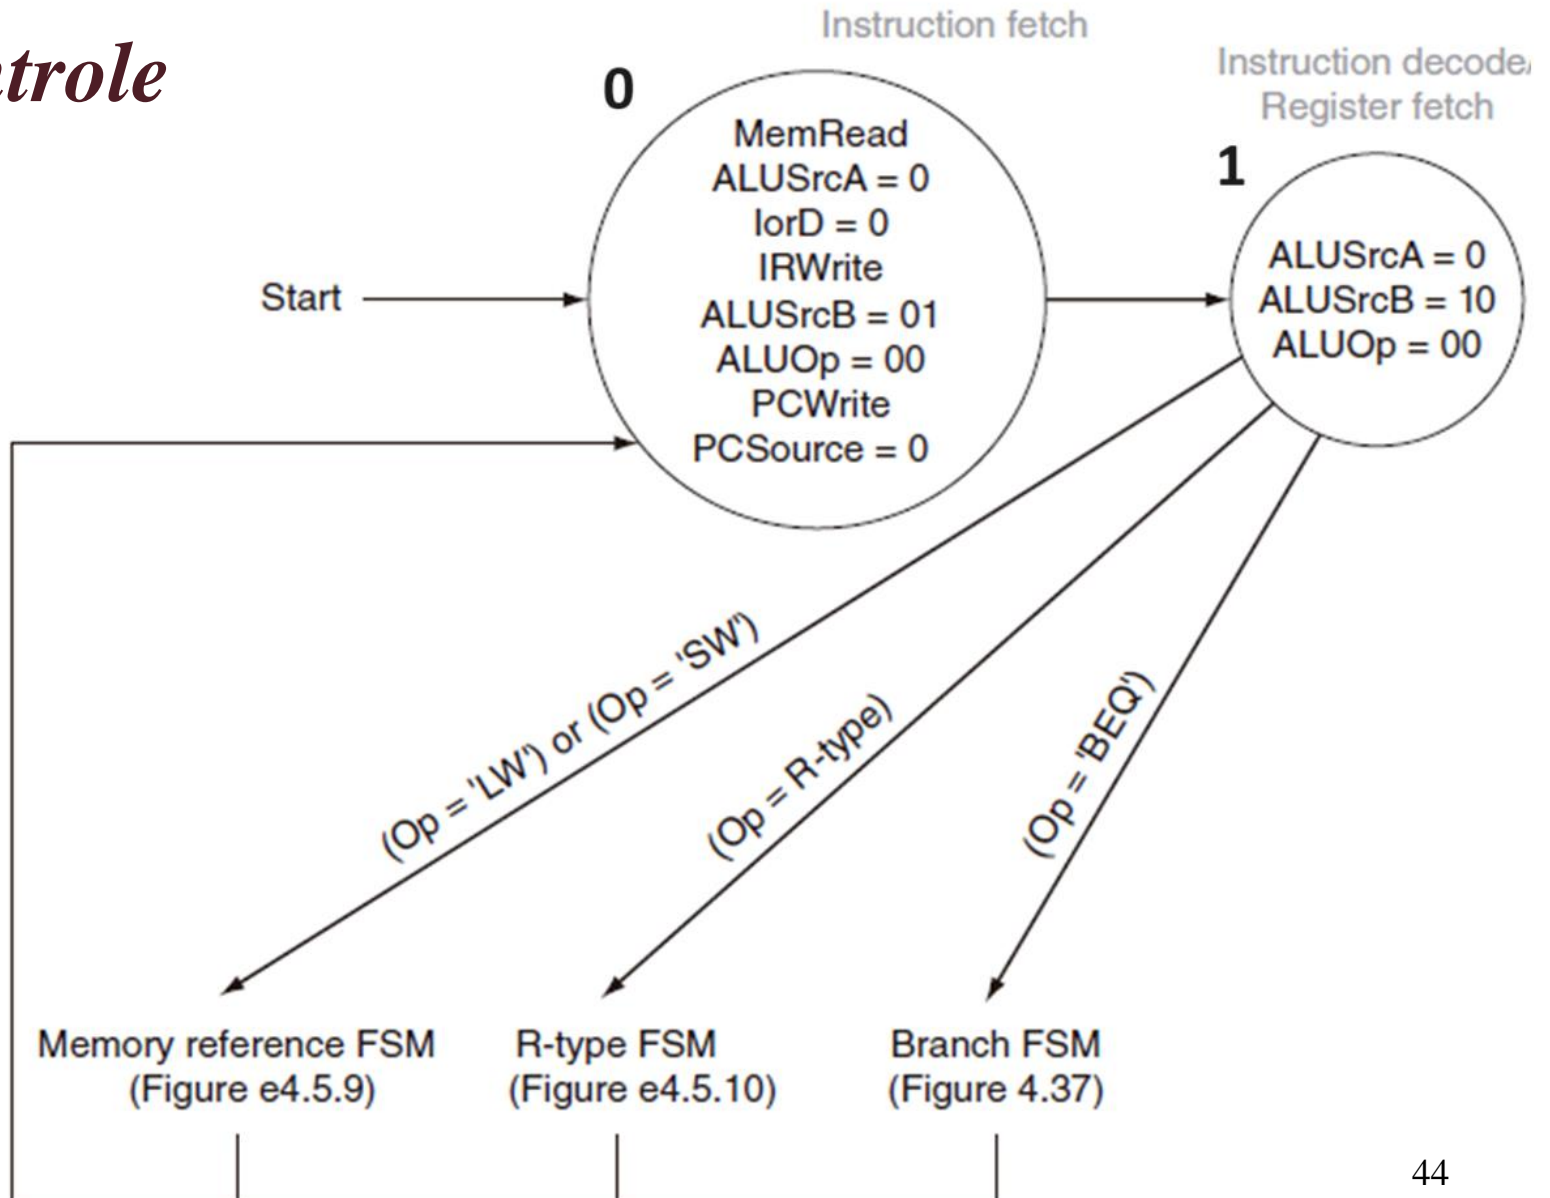 ntrole
Instruction fetch
0
MemRead
ALUSrcA = 0
IorD = 0
IRWrite
ALUSrcB = 01
ALUOp = 00
PCWrite
PCSource = 0
Instruction decode/
Register fetch
1
ALUSrcA = 0
ALUSrcB = 10
ALUOp = 00
Start
(Op = 'LW') or (Op = 'SW')
(Op = R-type)
(Op = 'BEQ')
Memory reference FSM
(Figure e4.5.9)
R-type FSM
(Figure e4.5.10)
Branch FSM
(Figure 4.37)
44